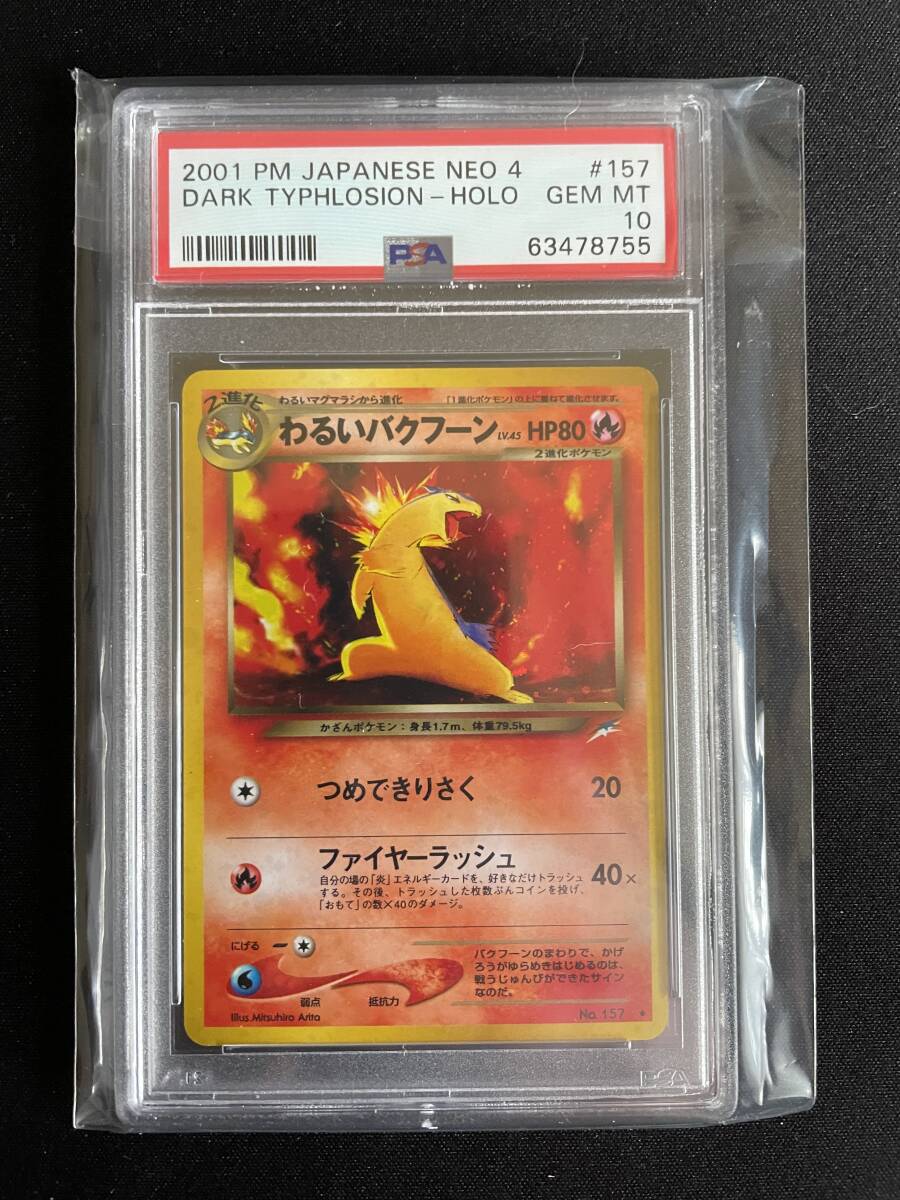 2001 PM JAPANESE NEO 4 #157
DARK TYPHLOSION - HOLO GEM MT
10
PSA 63478755
2進化
わるいマグマラシから進化 「1進化ポケモン」の上に重ねて進化させます。
わるいバクフーン LV.45 HP80
2進化ポケモン
かざんポケモン：身長1.7m、体重79.5kg
つめできりさく 20
ファイヤーラッシュ
自分の場の「炎」エネルギーカードを、好きなだけトラッシュ
する。その後、トラッシュした枚数ぶんコインを投げ、
「おもて」の数×40のダメージ。
40×
にげる
弱点 抵抗力
バクフーンのまわりで、かげ
ろうがゆらめきはじめるのは、
戦うじゅんびができたサイン
なのだ。
Illus. Mitsuhiro Arita
No. 157
PSA